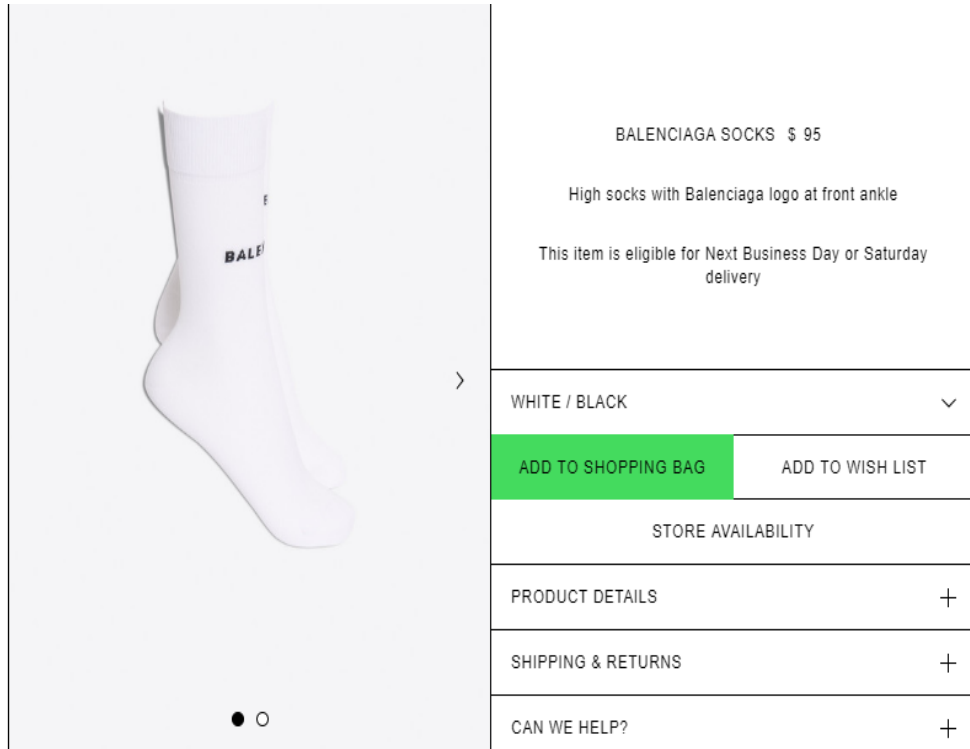 B
BALE
BALENCIAGA SOCKS $ 95
High socks with Balenciaga logo at front ankle
This item is eligible for Next Business Day or Saturday
delivery
WHITE / BLACK
ADD TO SHOPPING BAG
ADD TO WISH LIST
STORE AVAILABILITY
PRODUCT DETAILS
SHIPPING & RETURNS
CAN WE HELP?